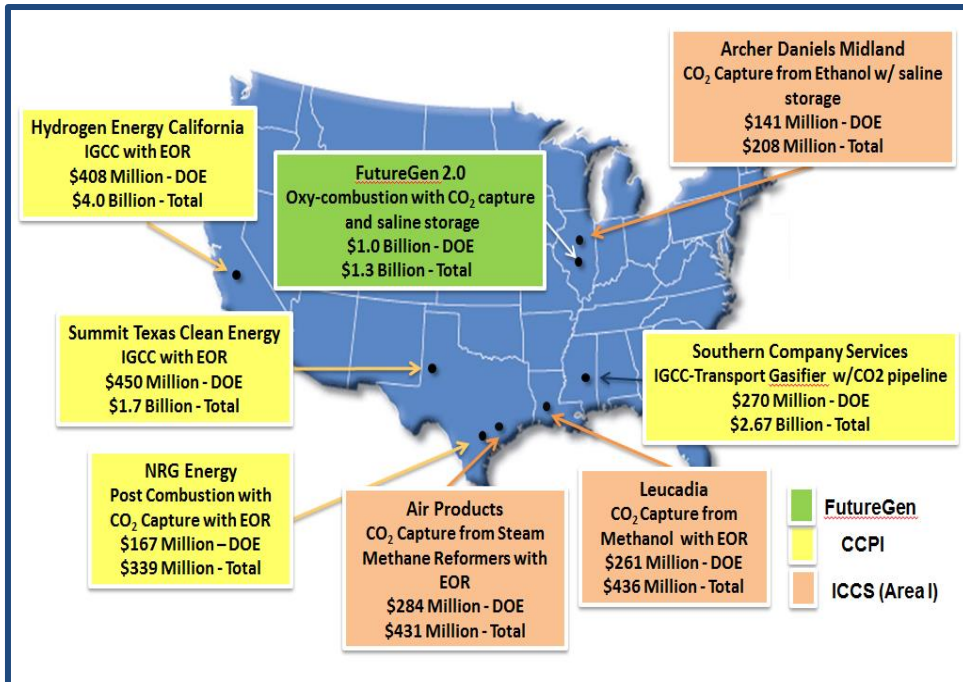 Archer Daniels Midland
CO₂ Capture from Ethanol w/ saline
storage
$141 Million - DOE
$208 Million - Total
Hydrogen Energy California
IGCC with EOR
$408 Million - DOE
$4.0 Billion - Total
FutureGen 2.0
Oxy-combustion with CO₂ capture
and saline storage
$1.0 Billion - DOE
$1.3 Billion - Total
Summit Texas Clean Energy
IGCC with EOR
$450 Million - DOE
$1.7 Billion - Total
Southern Company Services
IGCC-Transport Gasifier w/CO2 pipeline
$270 Million - DOE
$2.67 Billion - Total
NRG Energy
Post Combustion with
CO₂ Capture with EOR
$167 Million – DOE
$339 Million - Total
Air Products
CO₂ Capture from Steam
Methane Reformers with
EOR
$284 Million - DOE
$431 Million - Total
Leucadia
CO₂ Capture from
Methanol with EOR
$261 Million - DOE
$436 Million - Total
FutureGen
CCPI
ICCS (Area I)